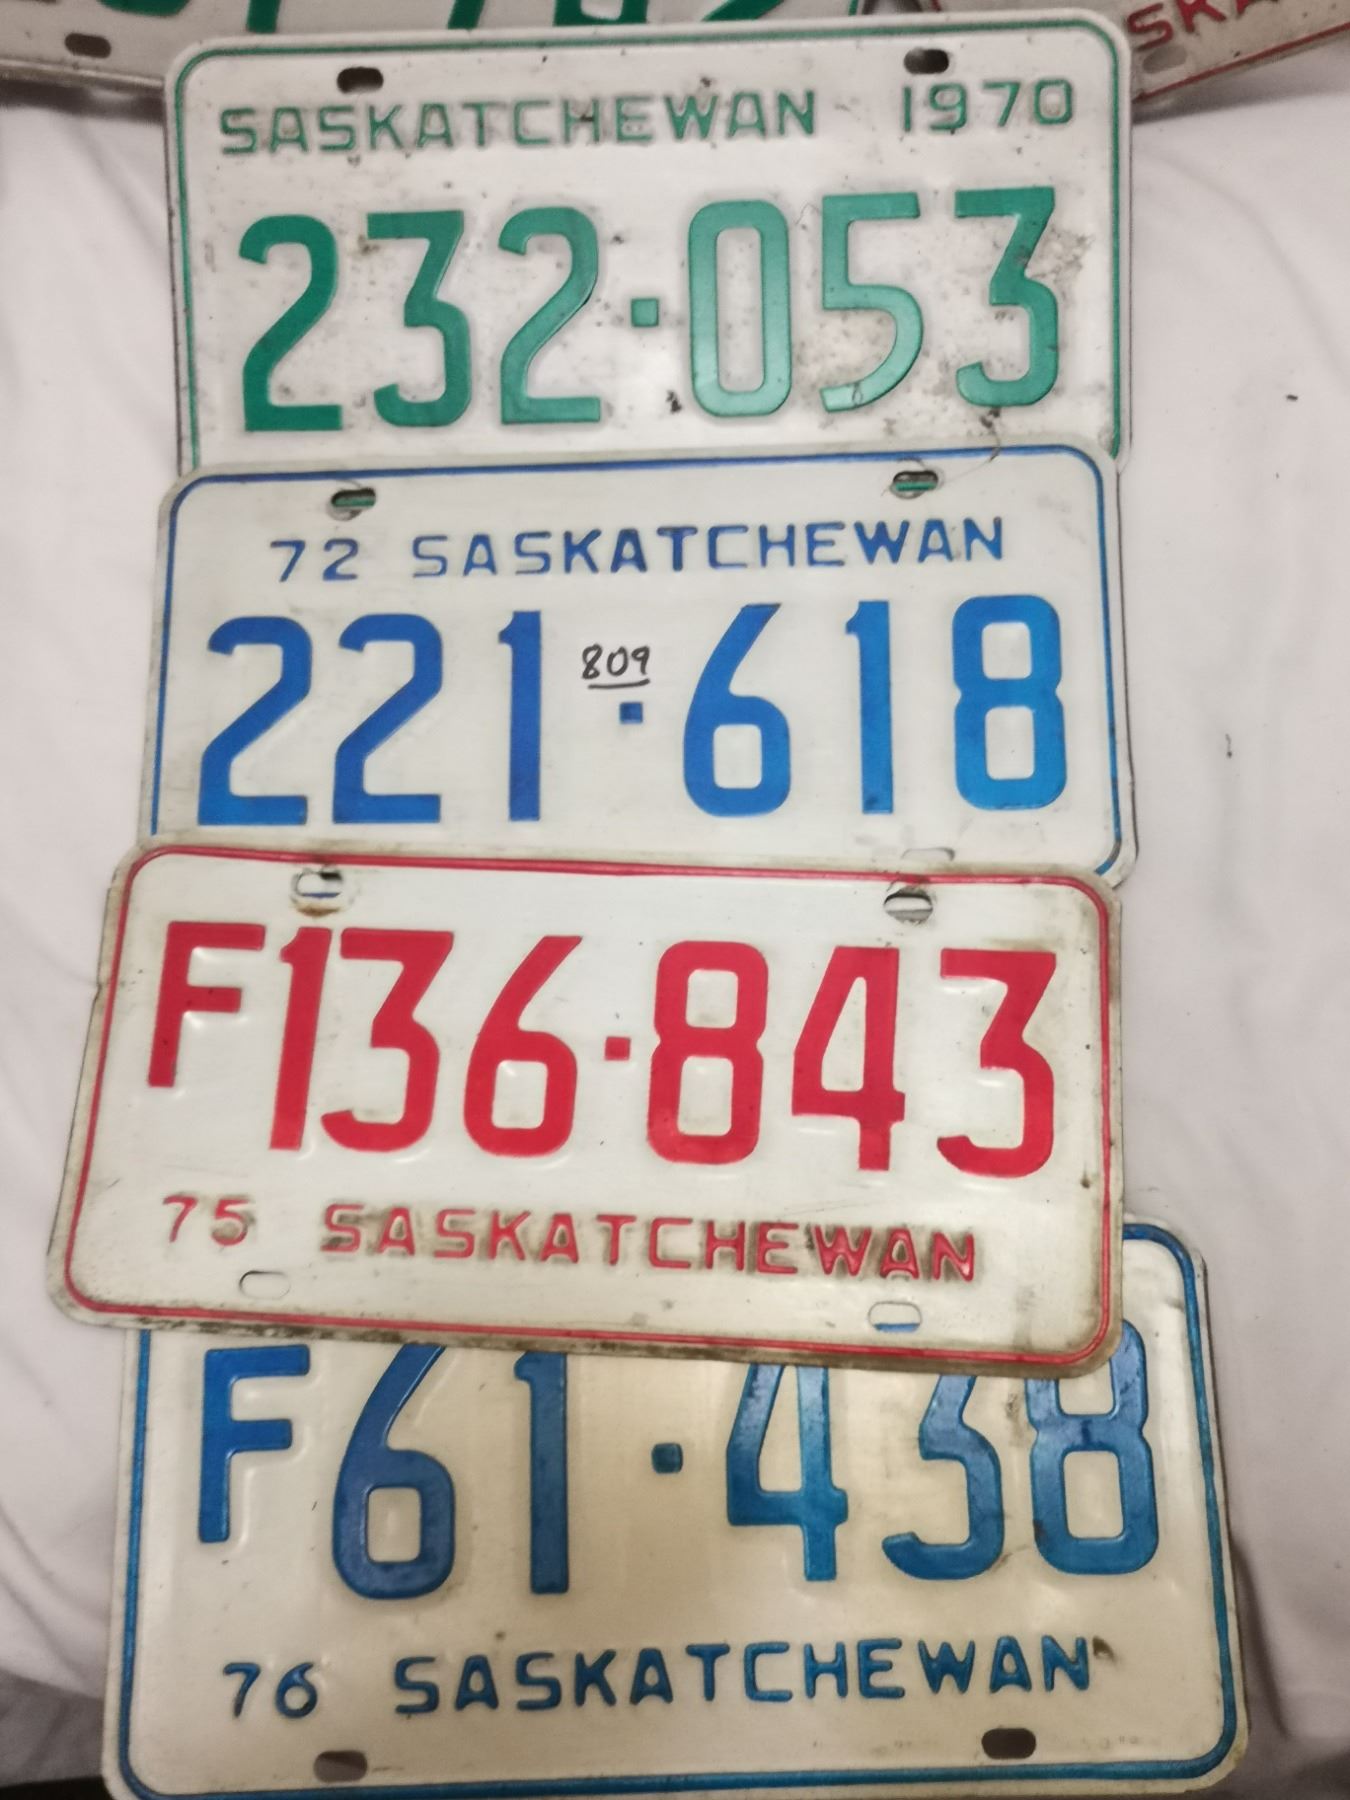 SASKATCHEWAN 1970
232·053
72 SASKATCHEWAN
809
221·618
F136·843
75 SASKATCHEWAN
F61·438
76 SASKATCHEWAN